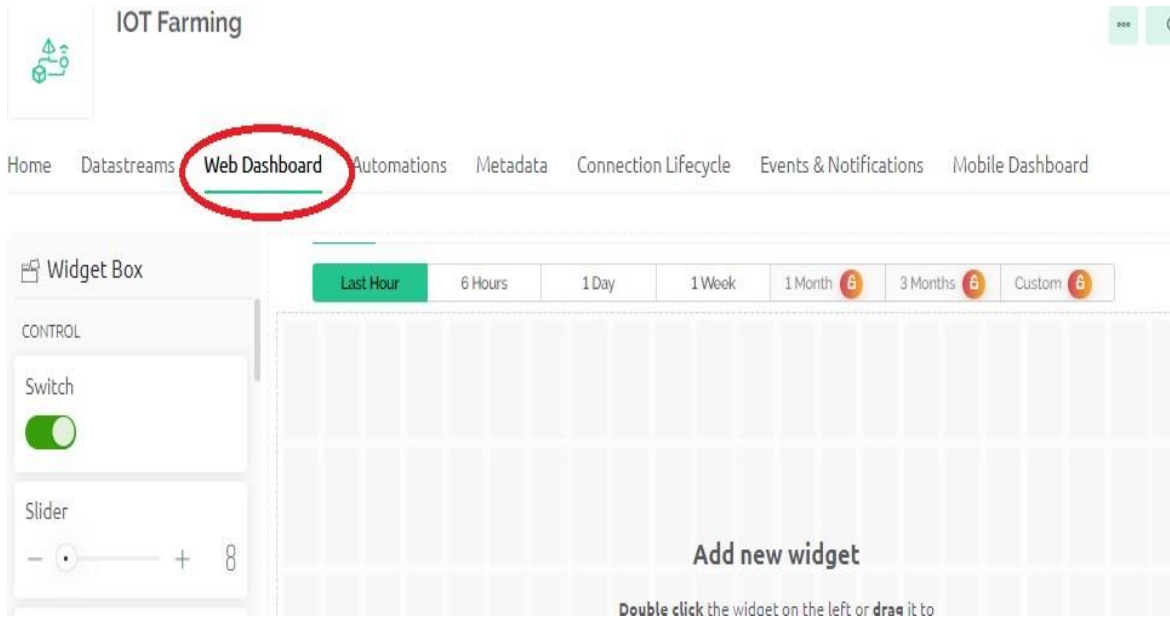 IOT Farming
Home Datastreams Web Dashboard Automations Metadata Connection Lifecycle Events & Notifications Mobile Dashboard
Widget Box
Last Hour 6 Hours 1 Day 1 Week 1 Month 3 Months Custom
CONTROL
Switch
Slider
8
Add new widget
Double click the widget on the left or drag it to